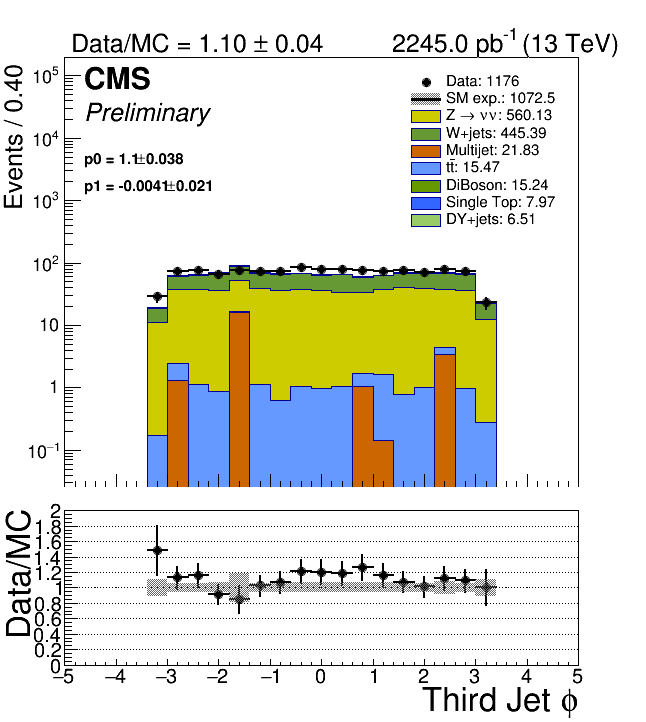 Data/MC = 1.10 ± 0.04 2245.0 pb⁻¹ (13 TeV)
CMS
Preliminary
p0 = 1.1±0.038
p1 = -0.0041±0.021
Data: 1176
SM exp.: 1072.5
Z → νν: 560.13
W+jets: 445.39
Multijet: 21.83
tt̄: 15.47
DiBoson: 15.24
Single Top: 7.97
DY+jets: 6.51
Events / 0.40
10⁵
10⁴
10³
10²
10
1
10⁻¹
Data/MC
2
1.8
1.6
1.4
1.2
1
0.8
0.6
0.4
0.2
0
−5 −4 −3 −2 −1 0 1 2 3 4 5
Third Jet ϕ